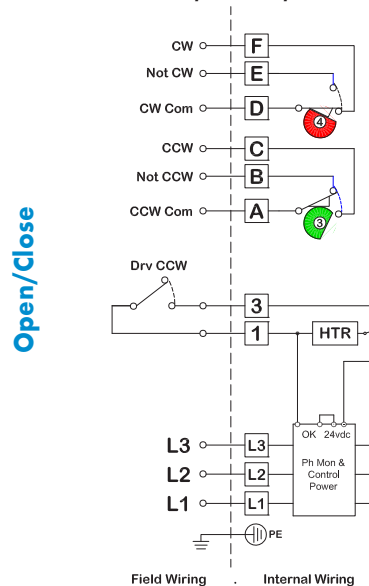 CW F
Not CW E
CW Com D
4
CCW C
Not CCW B
CCW Com A
3
Open/Close
Drv CCW
3
1 HTR
OK 24vdc
L3 L3
Ph Mon &
Control
Power
L2 L2
L1 L1
PE
Field Wiring . Internal Wiring